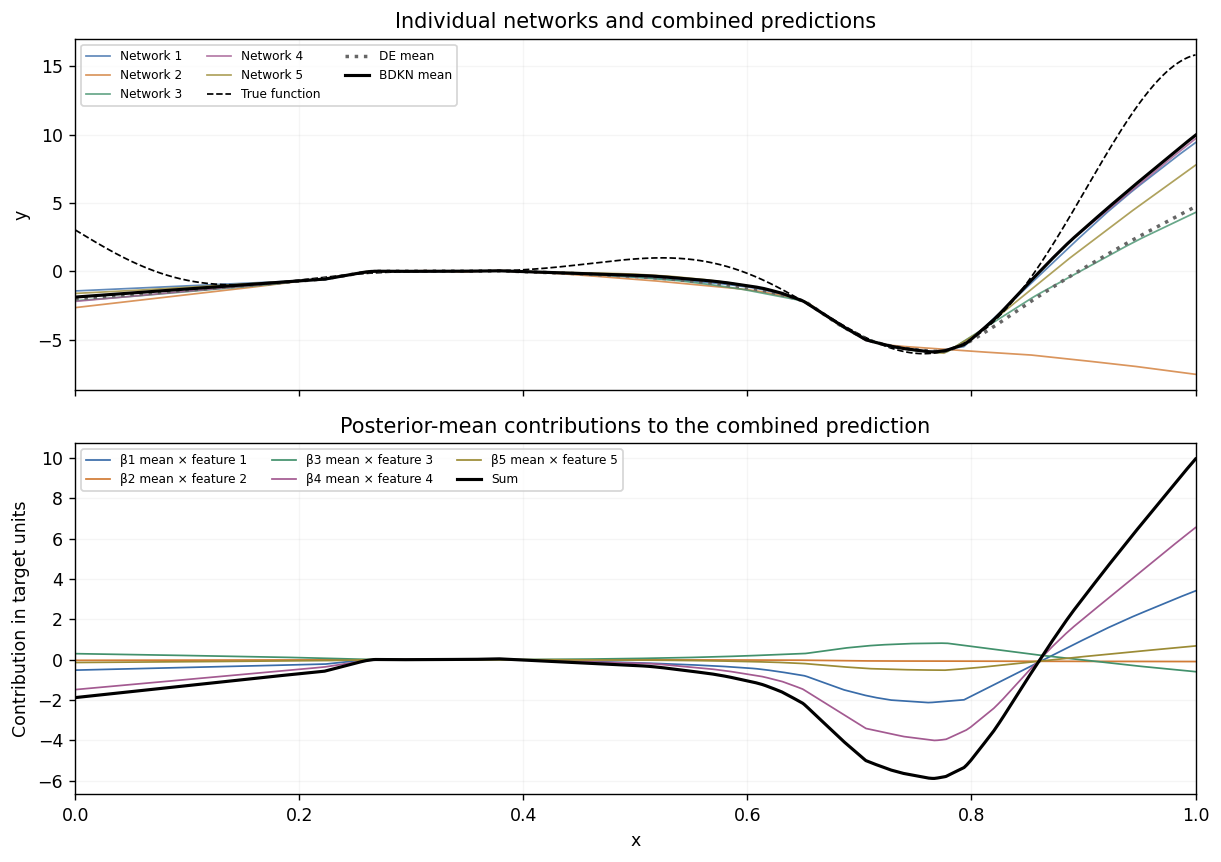 Individual networks and combined predictions
Network 1
Network 2
Network 3
Network 4
Network 5
True function
DE mean
BDKN mean
15
10
5
0
−5
y
Posterior-mean contributions to the combined prediction
β1 mean × feature 1
β2 mean × feature 2
β3 mean × feature 3
β4 mean × feature 4
β5 mean × feature 5
Sum
10
8
6
4
2
0
−2
−4
−6
Contribution in target units
0.0
0.2
0.4
0.6
0.8
1.0
x